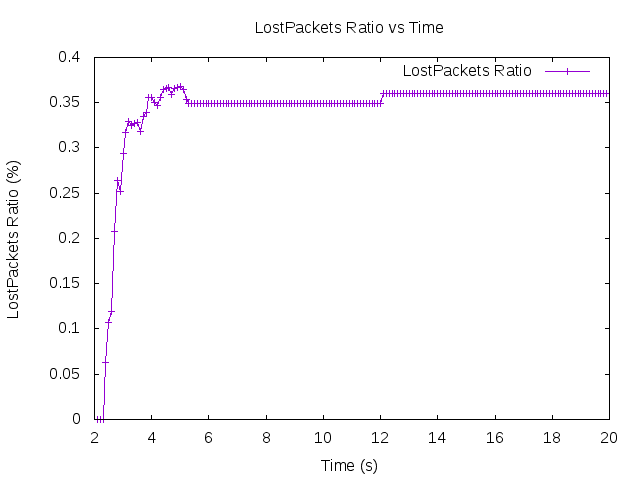 LostPackets Ratio vs Time
LostPackets Ratio
LostPackets Ratio (%)
0.4
0.35
0.3
0.25
0.2
0.15
0.1
0.05
0
2 4 6 8 10 12 14 16 18 20
Time (s)